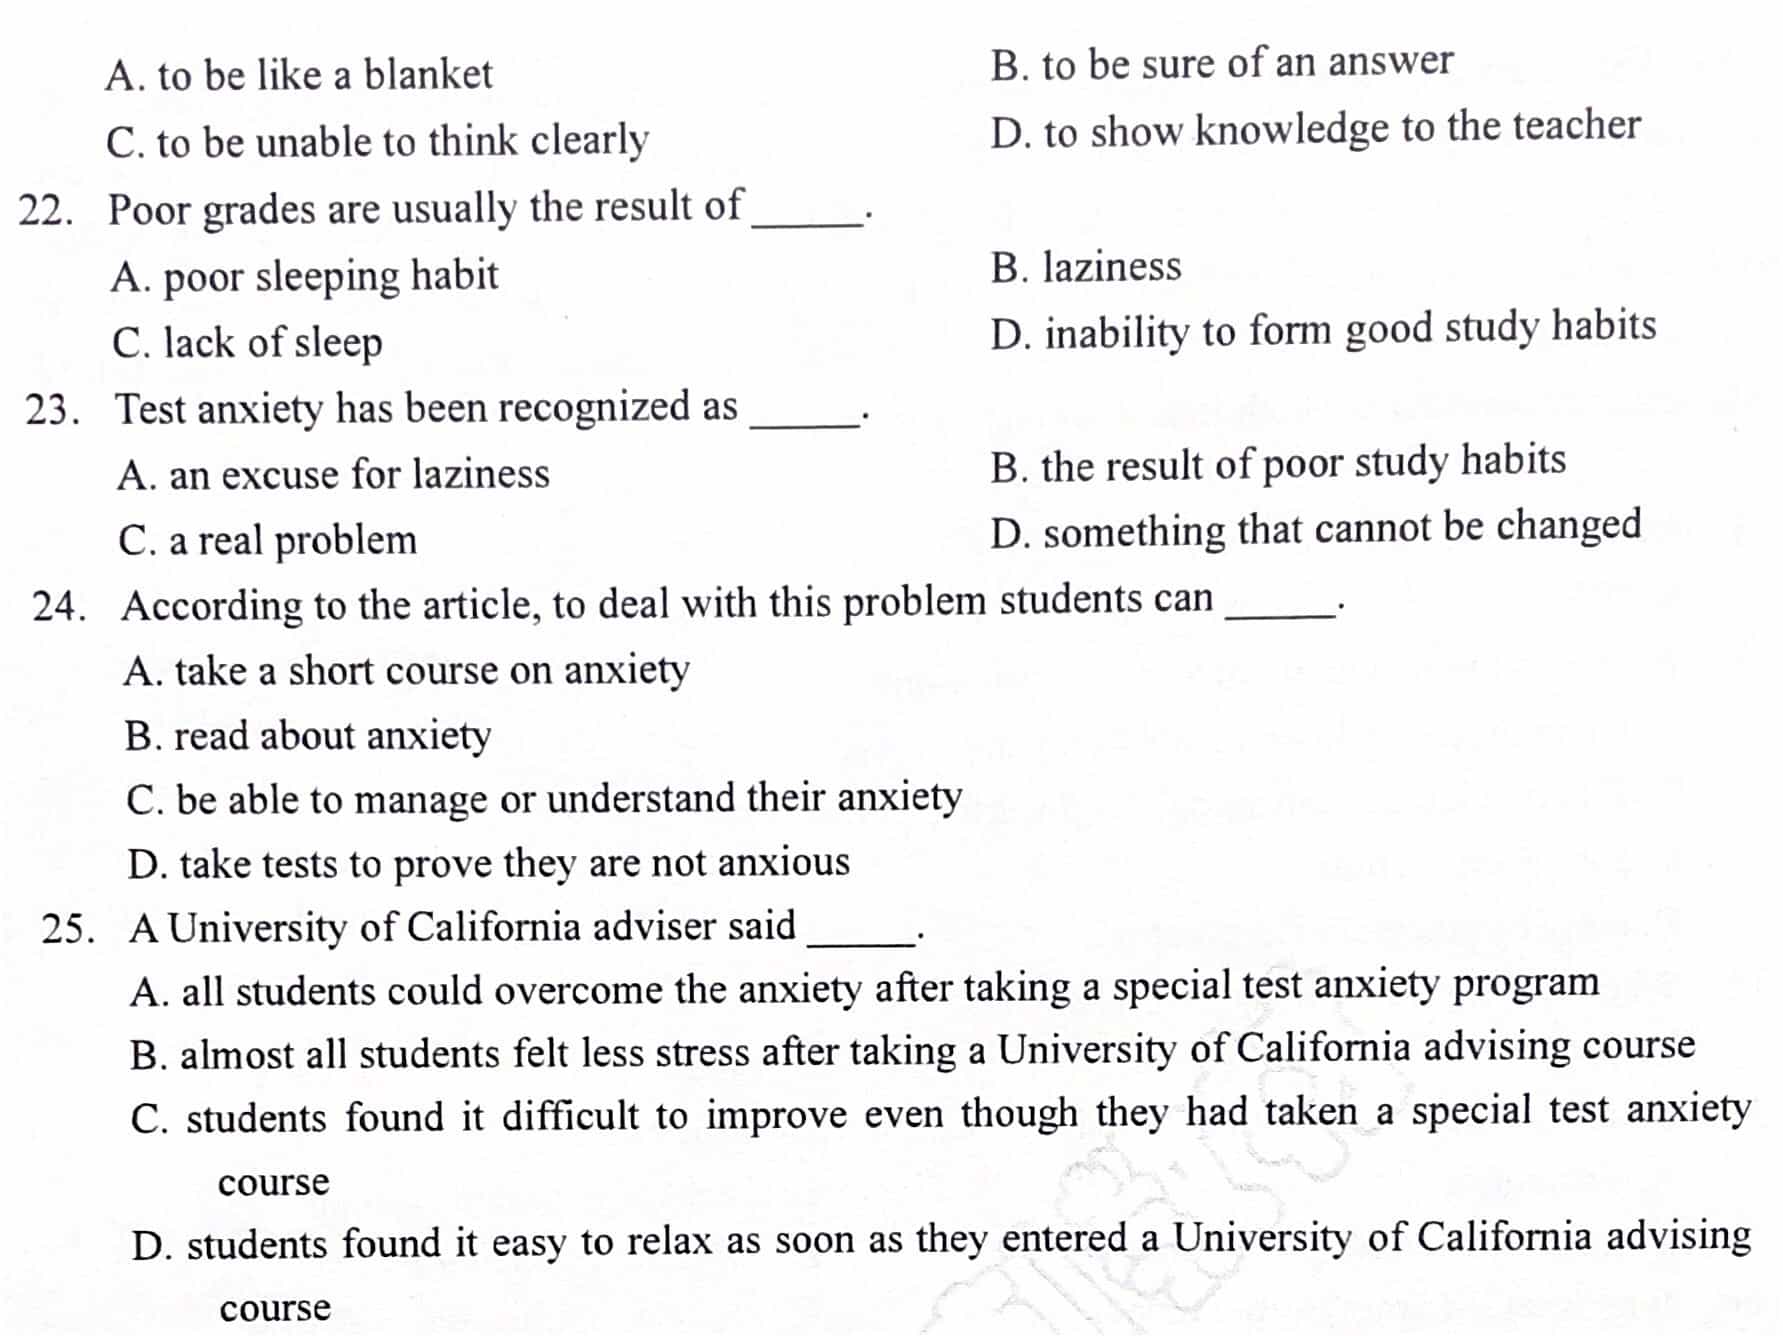 A. to be like a blanket B. to be sure of an answer
C. to be unable to think clearly D. to show knowledge to the teacher
22. Poor grades are usually the result of _____.
A. poor sleeping habit B. laziness
C. lack of sleep D. inability to form good study habits
23. Test anxiety has been recognized as _____.
A. an excuse for laziness B. the result of poor study habits
C. a real problem D. something that cannot be changed
24. According to the article, to deal with this problem students can _____.
A. take a short course on anxiety
B. read about anxiety
C. be able to manage or understand their anxiety
D. take tests to prove they are not anxious
25. A University of California adviser said _____.
A. all students could overcome the anxiety after taking a special test anxiety program
B. almost all students felt less stress after taking a University of California advising course
C. students found it difficult to improve even though they had taken a special test anxiety
course
D. students found it easy to relax as soon as they entered a University of California advising
course